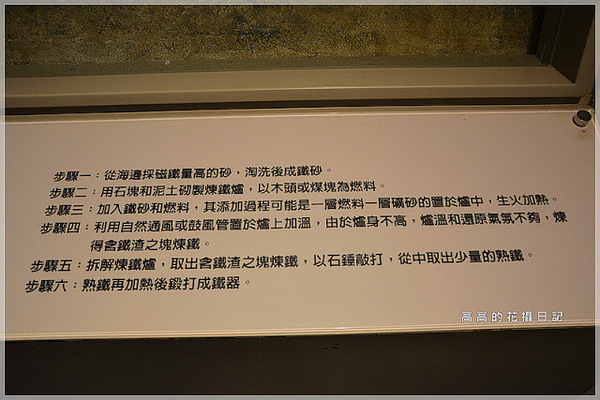 步驟一：從海邊採磁鐵量高的砂，淘洗後成鐵砂。
步驟二：用石塊和泥土砌製煉鐵爐，以木頭或煤塊為燃料。
步驟三：加入鐵砂和燃料，其添加過程可能是一層燃料一層礦砂的置於爐中，生火加熱。
步驟四：利用自然通風或鼓風管置於爐上加溫，由於爐身不高，爐溫和還原氣氛不夠，煉
得含鐵渣之塊煉鐵。
步驟五：拆解煉鐵爐，取出含鐵渣之塊煉鐵，以石錘敲打，從中取出少量的熟鐵。
步驟六：熟鐵再加熱後鍛打成鐵器。
高高的花攝日記